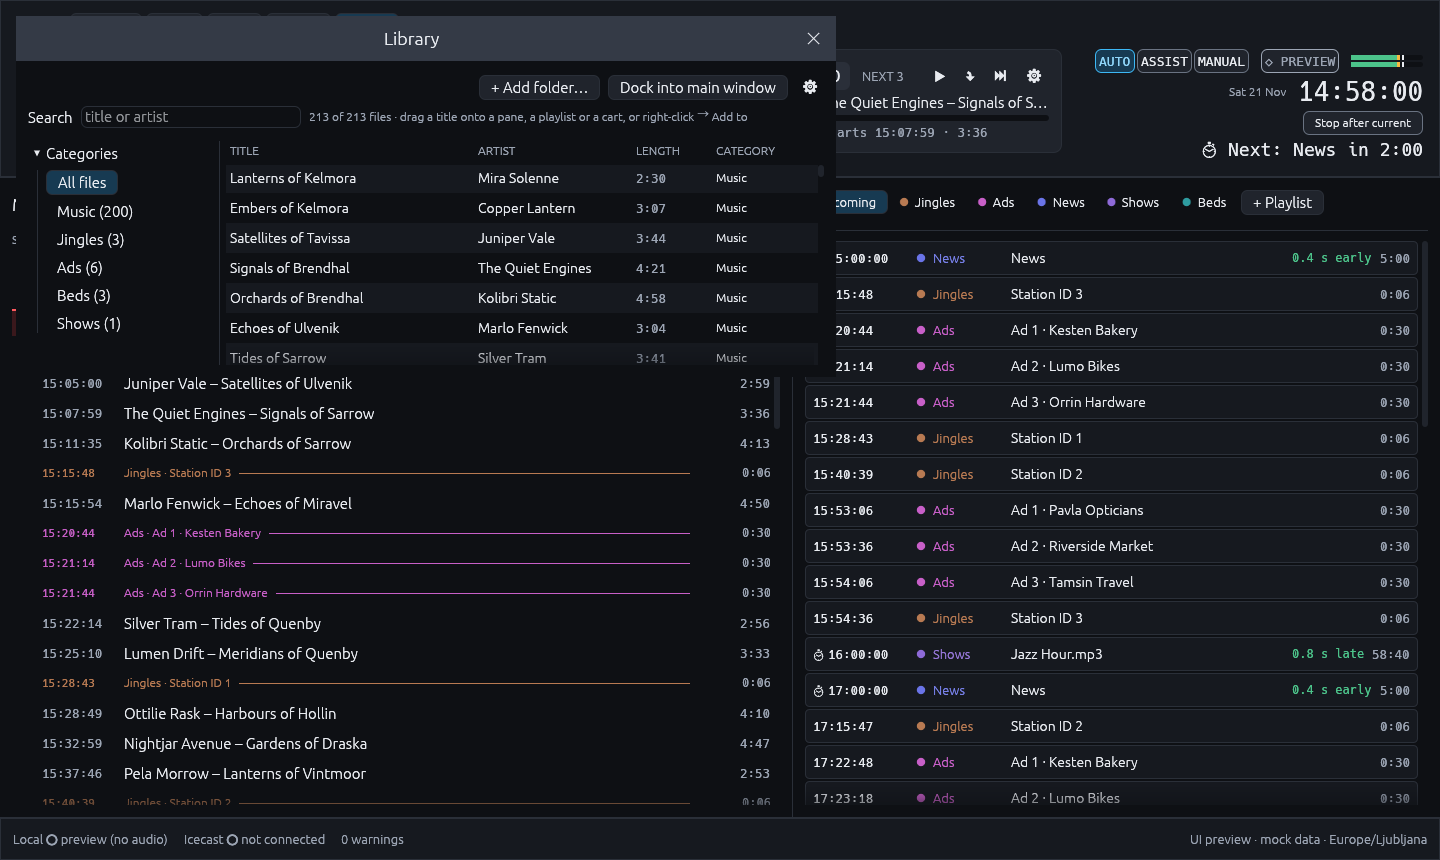 Library
+ Add folder…
Dock into main window
Search
title or artist
213 of 213 files · drag a title onto a pane, a playlist or a cart, or right-click → Add to
Categories
All files
Music (200)
Jingles (3)
Ads (6)
Beds (3)
Shows (1)
TITLE ARTIST LENGTH CATEGORY
Lanterns of Kelmora Mira Solenne 2:30 Music
Embers of Kelmora Copper Lantern 3:07 Music
Satellites of Tavissa Juniper Vale 3:44 Music
Signals of Brendhal The Quiet Engines 4:21 Music
Orchards of Brendhal Kolibri Static 4:58 Music
Echoes of Ulvenik Marlo Fenwick 3:04 Music
Tides of Sarrow Silver Tram 3:41 Music
NEXT 3
Quiet Engines – Signals of S…
15:07:59 · 3:36
AUTO ASSIST MANUAL ◇ PREVIEW
Sat 21 Nov 14:58:00
Stop after current
Next: News in 2:00
15:05:00 Juniper Vale – Satellites of Ulvenik 2:59
15:07:59 The Quiet Engines – Signals of Sarrow 3:36
15:11:35 Kolibri Static – Orchards of Sarrow 4:13
15:15:48 Jingles · Station ID 3 0:06
15:15:54 Marlo Fenwick – Echoes of Miravel 4:50
15:20:44 Ads · Ad 1 · Kesten Bakery 0:30
15:21:14 Ads · Ad 2 · Lumo Bikes 0:30
15:21:44 Ads · Ad 3 · Orrin Hardware 0:30
15:22:14 Silver Tram – Tides of Quenby 2:56
15:25:10 Lumen Drift – Meridians of Quenby 3:33
15:28:43 Jingles · Station ID 1 0:06
15:28:49 Ottilie Rask – Harbours of Hollin 4:10
15:32:59 Nightjar Avenue – Gardens of Draska 4:47
15:37:46 Pela Morrow – Lanterns of Vintmoor 2:53
15:40:39 Jingles · Station ID 2 0:06
Jingles Ads News Shows Beds + Playlist
5:00:00 News News 0.4 s early 5:00
15:48 Jingles Station ID 3 0:06
20:44 Ads Ad 1 · Kesten Bakery 0:30
21:14 Ads Ad 2 · Lumo Bikes 0:30
15:21:44 Ads Ad 3 · Orrin Hardware 0:30
15:28:43 Jingles Station ID 1 0:06
15:40:39 Jingles Station ID 2 0:06
15:53:06 Ads Ad 1 · Pavla Opticians 0:30
15:53:36 Ads Ad 2 · Riverside Market 0:30
15:54:06 Ads Ad 3 · Tamsin Travel 0:30
15:54:36 Jingles Station ID 3 0:06
16:00:00 Shows Jazz Hour.mp3 0.8 s late 58:40
17:00:00 News News 0.4 s early 5:00
17:15:47 Jingles Station ID 2 0:06
17:22:48 Ads Ad 1 · Kesten Bakery 0:30
17:23:18 Ads Ad 2 · Lumo Bikes 0:30
Local preview (no audio) Icecast not connected 0 warnings
UI preview · mock data · Europe/Ljubljana